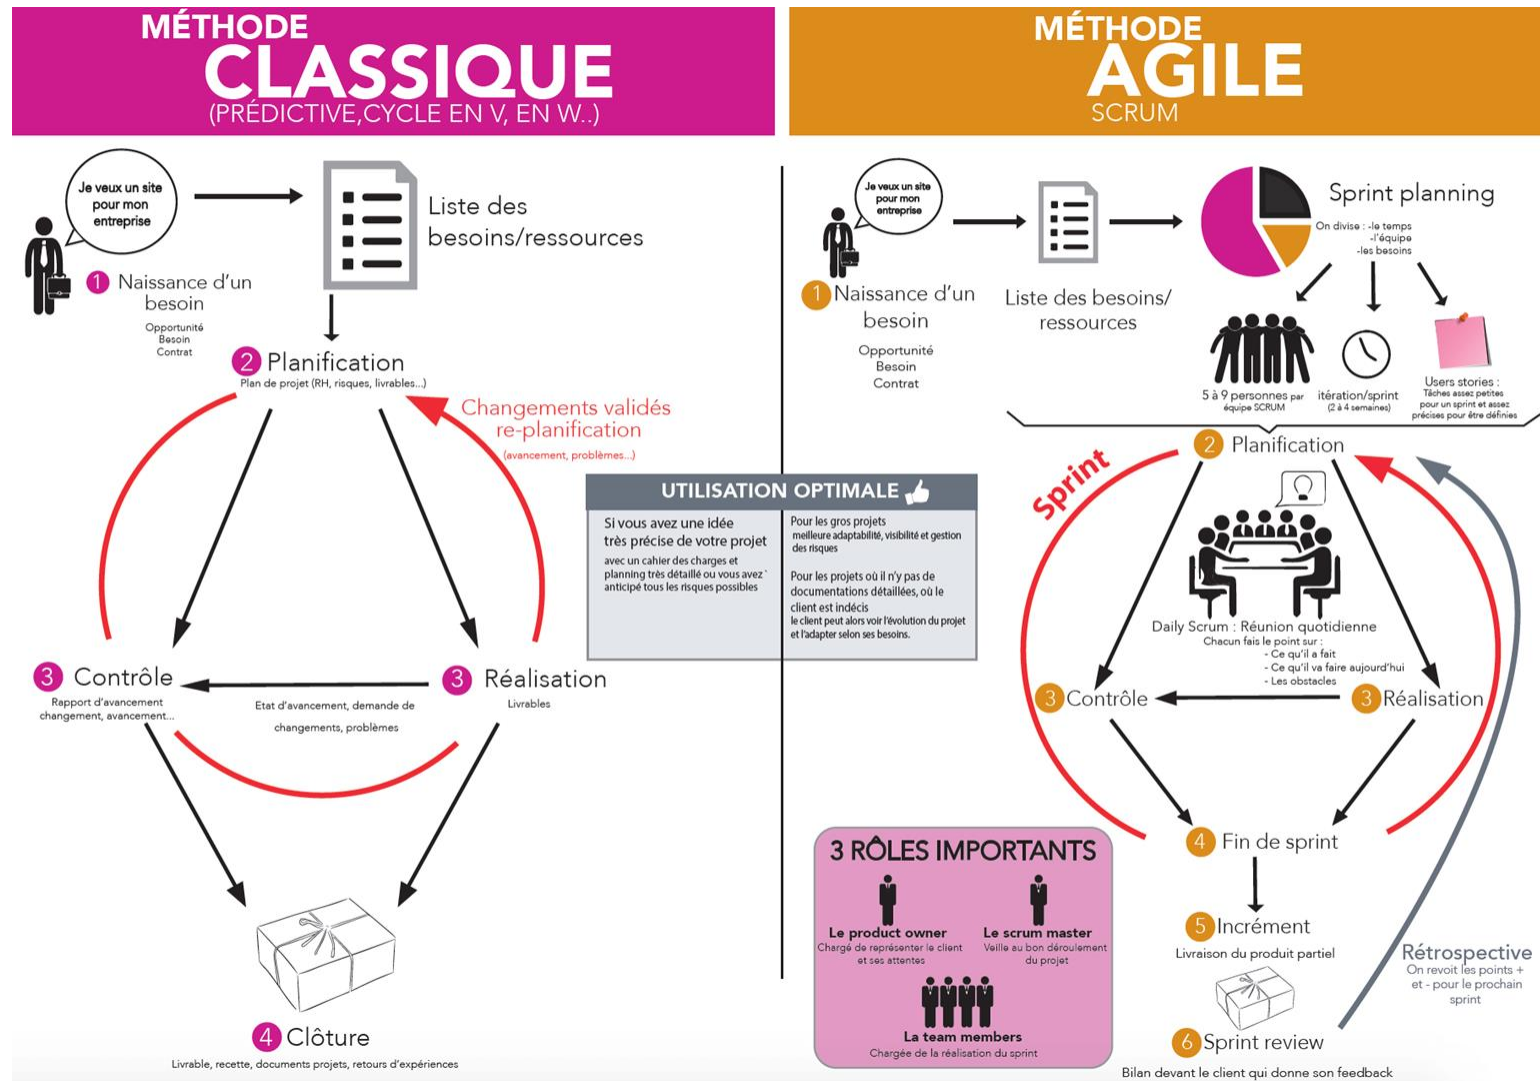 MÉTHODE
CLASSIQUE
(PRÉDICTIVE,CYCLE EN V, EN W..)
Je veux un site
pour mon
entreprise
Liste des
besoins/ressources
1 Naissance d'un
besoin
Opportunité
Besoin
Contrat
2 Planification
Plan de projet (RH, risques, livrables...)
Changements validés
re-planification
(avancement, problèmes...)
3 Contrôle
Rapport d'avancement
changement, avancement...
Etat d'avancement, demande de
changements, problèmes
3 Réalisation
Livrables
4 Clôture
Livrable, recette, documents projets, retours d'expériences
UTILISATION OPTIMALE
Si vous avez une idée
très précise de votre projet
avec un cahier des charges et
planning très détaillé ou vous avez
anticipé tous les risques possibles
Pour les gros projets
meilleure adaptabilité, visibilité et gestion
des risques
Pour les projets où il n'y pas de
documentations détaillées, où le
client est indécis
le client peut alors voir l'évolution du projet
et l'adapter selon ses besoins.
MÉTHODE
AGILE
SCRUM
Je veux un site
pour mon
entreprise
1 Naissance d'un
besoin
Opportunité
Besoin
Contrat
Liste des besoins/
ressources
Sprint planning
On divise : -le temps
-l'équipe
-les besoins
5 à 9 personnes par
équipe SCRUM
itération/sprint
(2 à 4 semaines)
Users stories :
Tâches assez petites
pour un sprint et assez
précises pour être définies
2 Planification
Sprint
Daily Scrum : Réunion quotidienne
Chacun fais le point sur :
- Ce qu'il a fait
- Ce qu'il va faire aujourd'hui
- Les obstacles
3 Contrôle
3 Réalisation
4 Fin de sprint
5 Incrément
Livraison du produit partiel
6 Sprint review
Bilan devant le client qui donne son feedback
Rétrospective
On revoit les points +
et - pour le prochain
sprint
3 RÔLES IMPORTANTS
Le product owner
Chargé de représenter le client
et ses attentes
Le scrum master
Veille au bon déroulement
du projet
La team members
Chargée de la réalisation du sprint